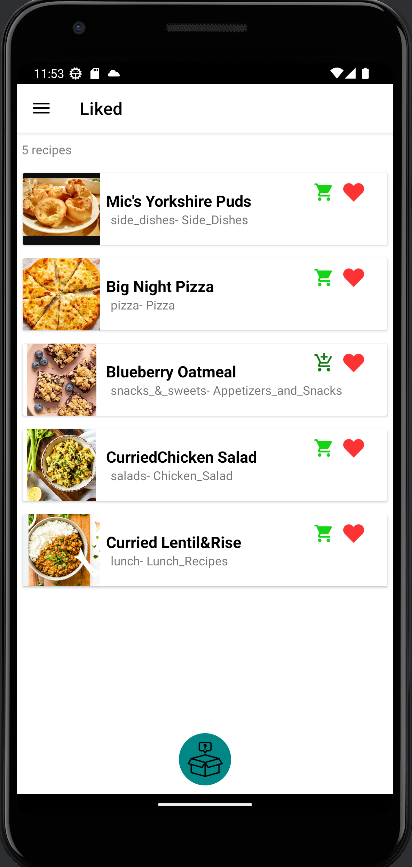 11:53
Liked
5 recipes
Mic's Yorkshire Puds
side_dishes- Side_Dishes
Big Night Pizza
pizza- Pizza
Blueberry Oatmeal
snacks_&_sweets- Appetizers_and_Snacks
CurriedChicken Salad
salads- Chicken_Salad
Curried Lentil&Rise
lunch- Lunch_Recipes
?